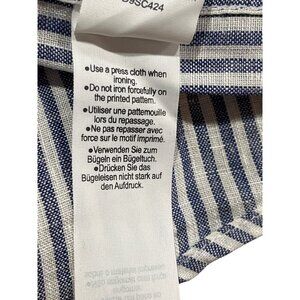 ●Use a press cloth when
ironing.
●Do not iron forcefully on
the printed pattern.
●Utiliser une pattemouille
lors du repassage.
●Ne pas repasser avec
force sur le motif imprimé.
●Verwenden Sie zum
Bügeln ein Bügeltuch.
●Drücken Sie das
Bügeleisen nicht stark auf
den Aufdruck.